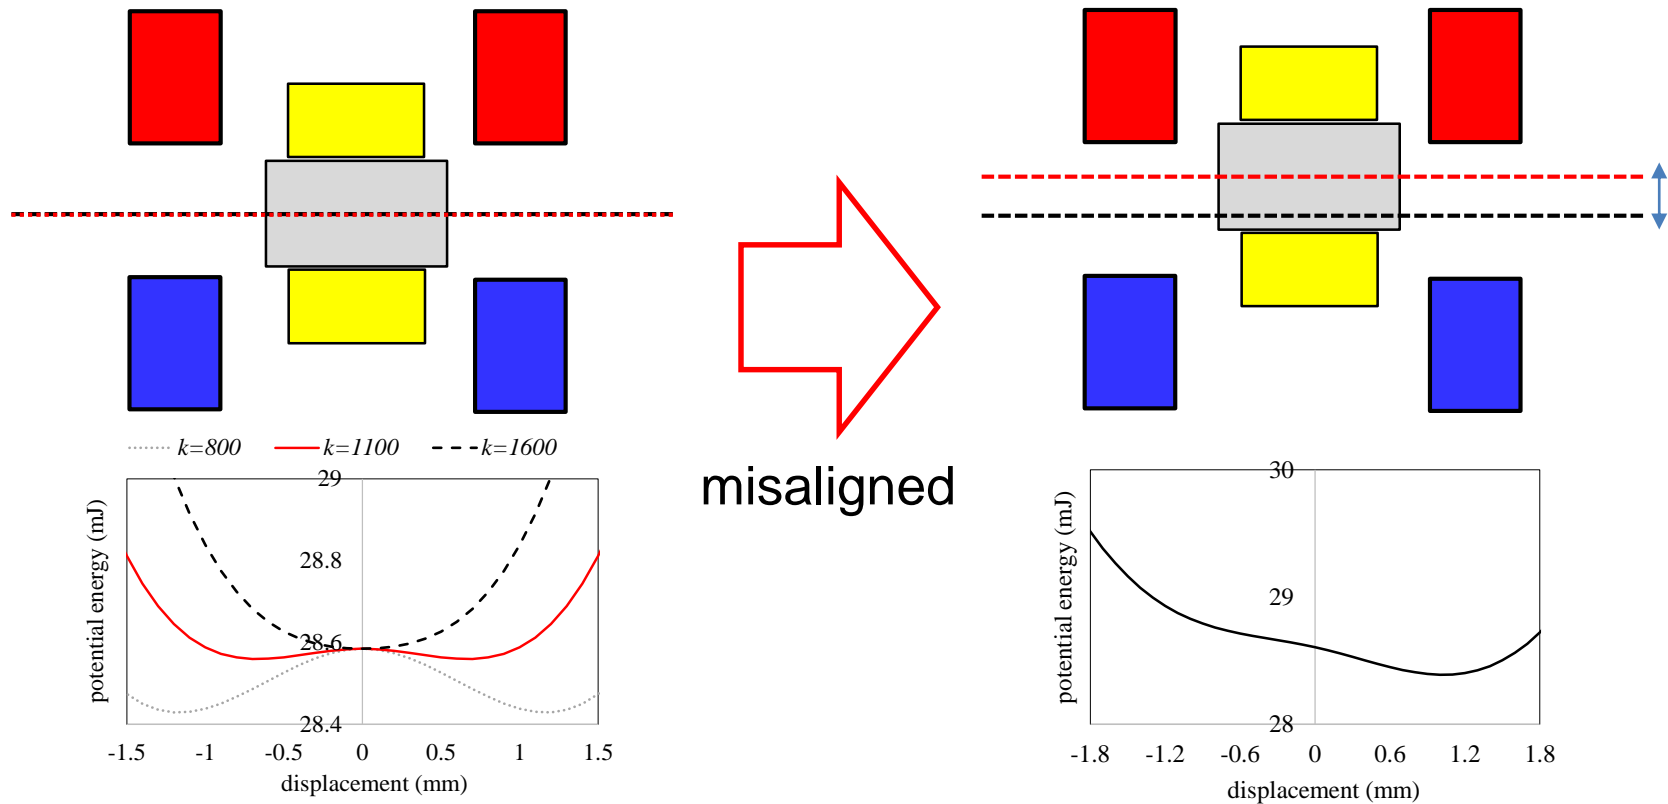 k=800 k=1100 k=1600
misaligned
potential energy (mJ)
29
28.8
28.6
28.4
-1.5 -1 -0.5 0 0.5 1 1.5
displacement (mm)
potential energy (mJ)
30
29
28
-1.8 -1.2 -0.6 0 0.6 1.2 1.8
displacement (mm)